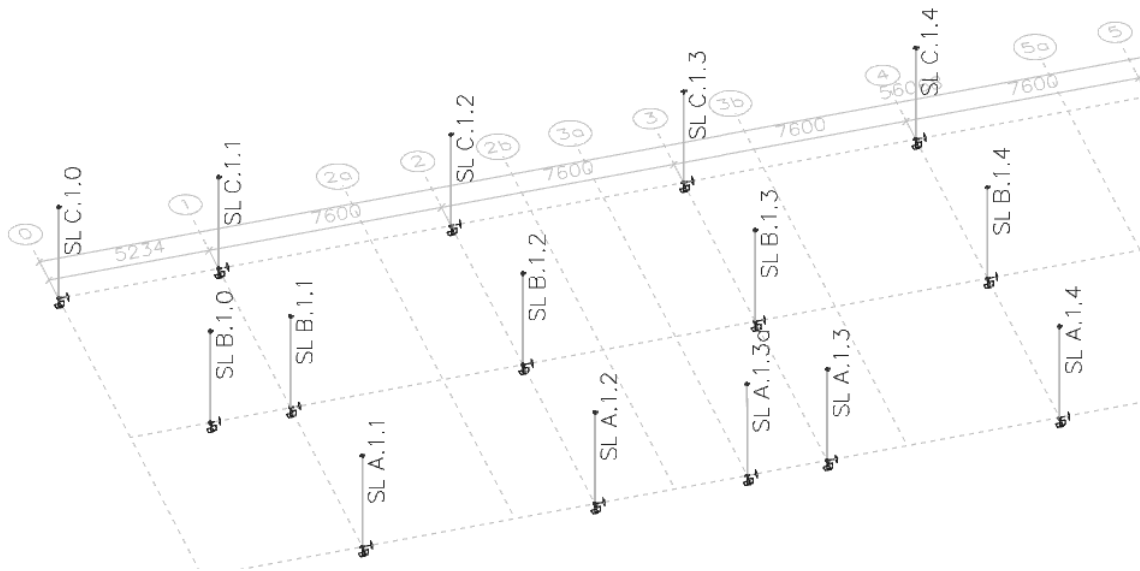 0
1
2a
2
2b
3a
3
3b
4
5a
5
5234
7600
7600
7600
7600
SL C.1.0
SL C.1.1
SL C.1.2
SL C.1.3
SL C.1.4
SL B.1.0
SL B.1.1
SL B.1.2
SL B.1.3
SL B.1.4
SL A.1.1
SL A.1.2
SL A.1.3a
SL A.1.3
SL A.1.4